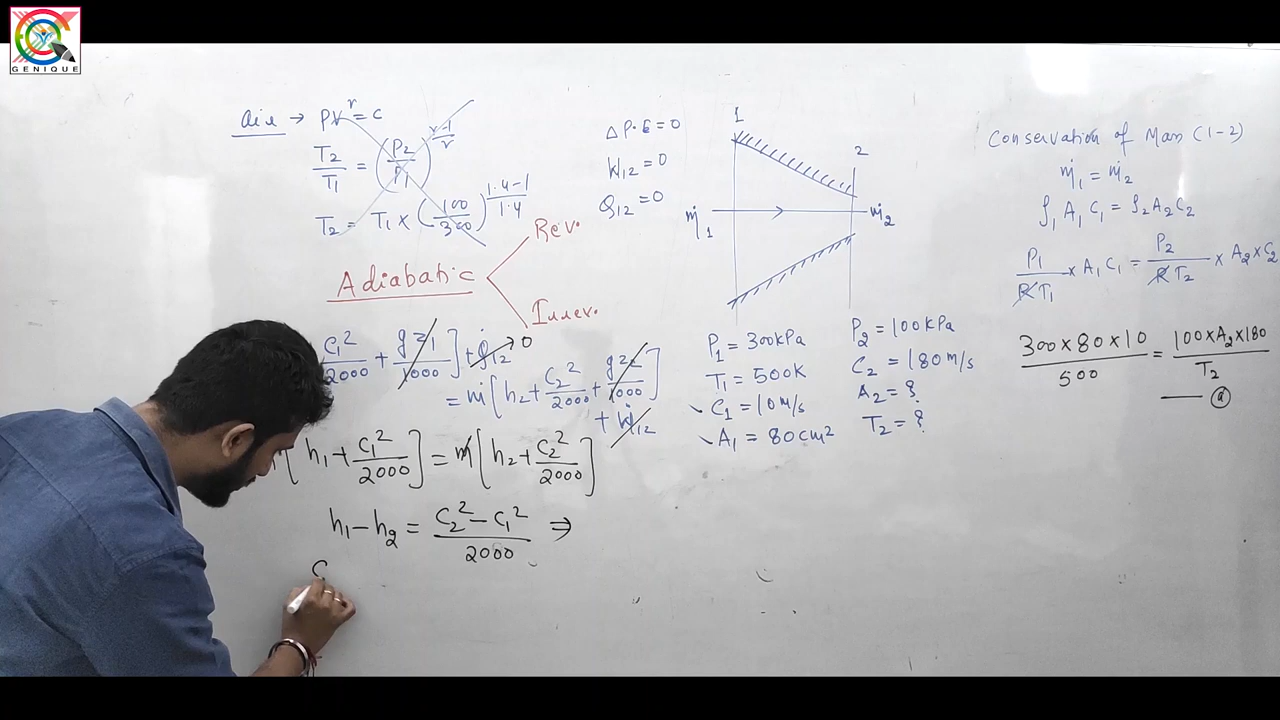 GENIQUE
air → PV^r = C
T₂/T₁ = (P₂/P₁)^(r-1)/r
T₂ = T₁ × (100/300)^(1.4-1)/1.4
Adiabatic
Rev.
Irrev.
C₁²/2000 + gz₁/1000] + q̇₁₂ → 0
= ṁ[h₂ + C₂²/2000 + gz₂/1000]
+ Ẇ₁₂
[h₁ + C₁²/2000] = ṁ[h₂ + C₂²/2000]
h₁ - h₂ = (C₂² - C₁²)/2000 ⇒
C
ΔP.E = 0
W₁₂ = 0
Q₁₂ = 0
1
2
ṁ₁
ṁ₂
P₁ = 300kPa
T₁ = 500K
C₁ = 10m/s
A₁ = 80cm²
P₂ = 100kPa
C₂ = 180m/s
A₂ = ?
T₂ = ?
Conservation of Mass (1-2)
ṁ₁ = ṁ₂
ρ₁A₁C₁ = ρ₂A₂C₂
P₁/RT₁ × A₁C₁ = P₂/RT₂ × A₂×C₂
300×80×10/500 = 100×A₂×180/T₂
— ⓐ